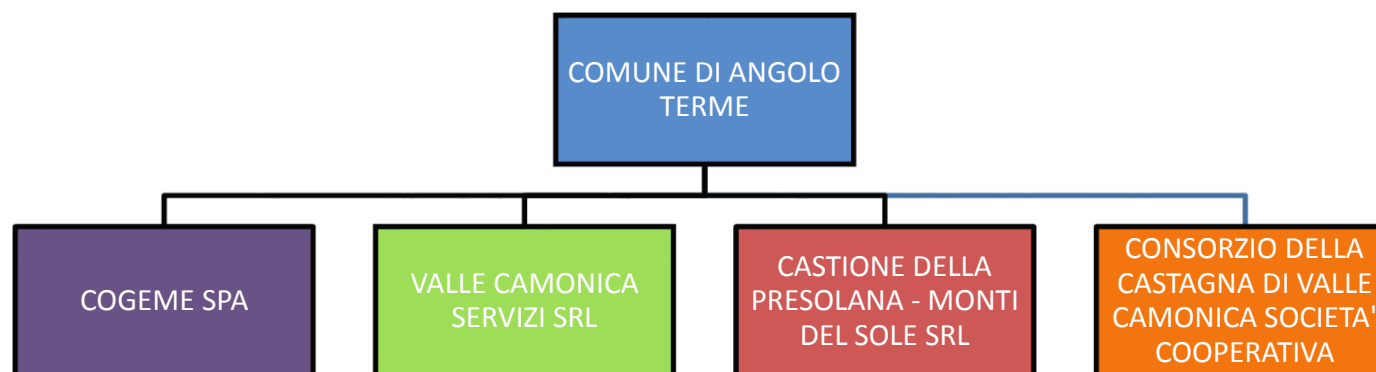 COMUNE DI ANGOLO
TERME
COGEME SPA
VALLE CAMONICA
SERVIZI SRL
CASTIONE DELLA
PRESOLANA - MONTI
DEL SOLE SRL
CONSORZIO DELLA
CASTAGNA DI VALLE
CAMONICA SOCIETA'
COOPERATIVA